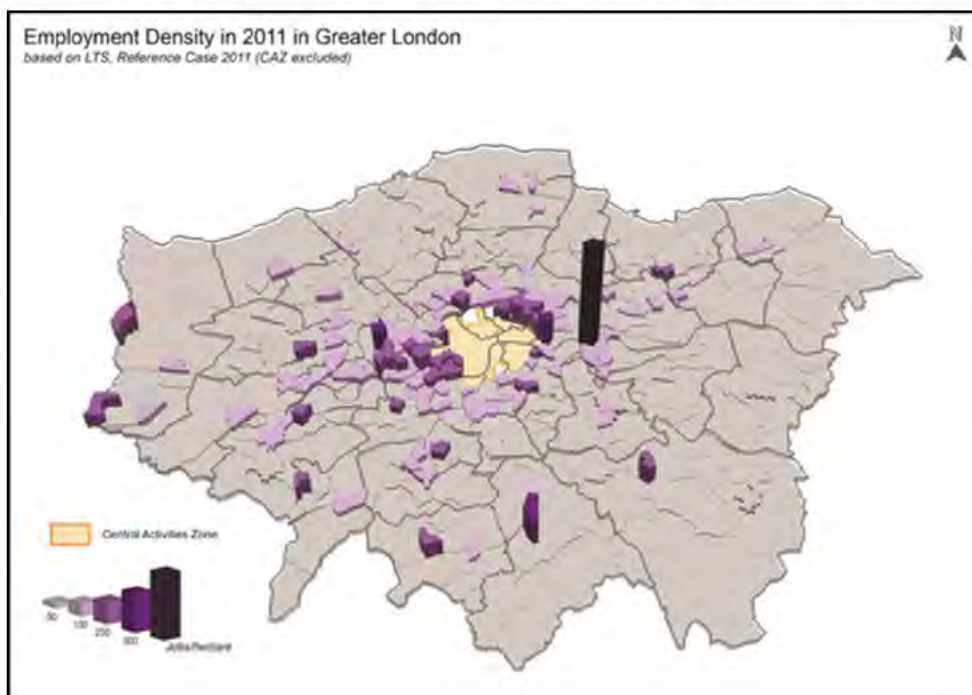 Employment Density in 2011 in Greater London
based on LTS, Reference Case 2011 (CAZ excluded)
N
Central Activities Zone
50
100
250
Jobs/hectare